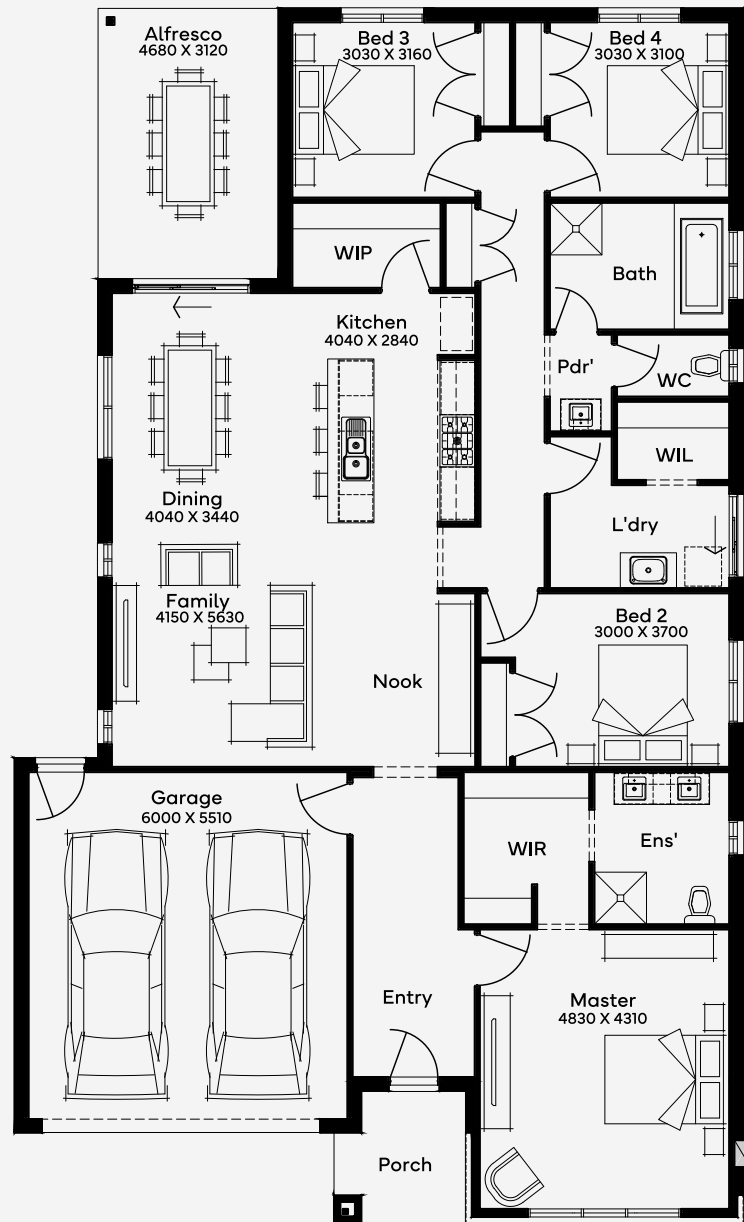 Alfresco
4680 X 3120
Bed 3
3030 X 3160
Bed 4
3030 X 3100
WIP
Bath
Kitchen
4040 X 2840
Pdr'
WC
WIL
Dining
4040 X 3440
L'dry
Family
4150 X 5630
Bed 2
3000 X 3700
Nook
Garage
6000 X 5510
WIR
Ens'
Entry
Master
4830 X 4310
Porch